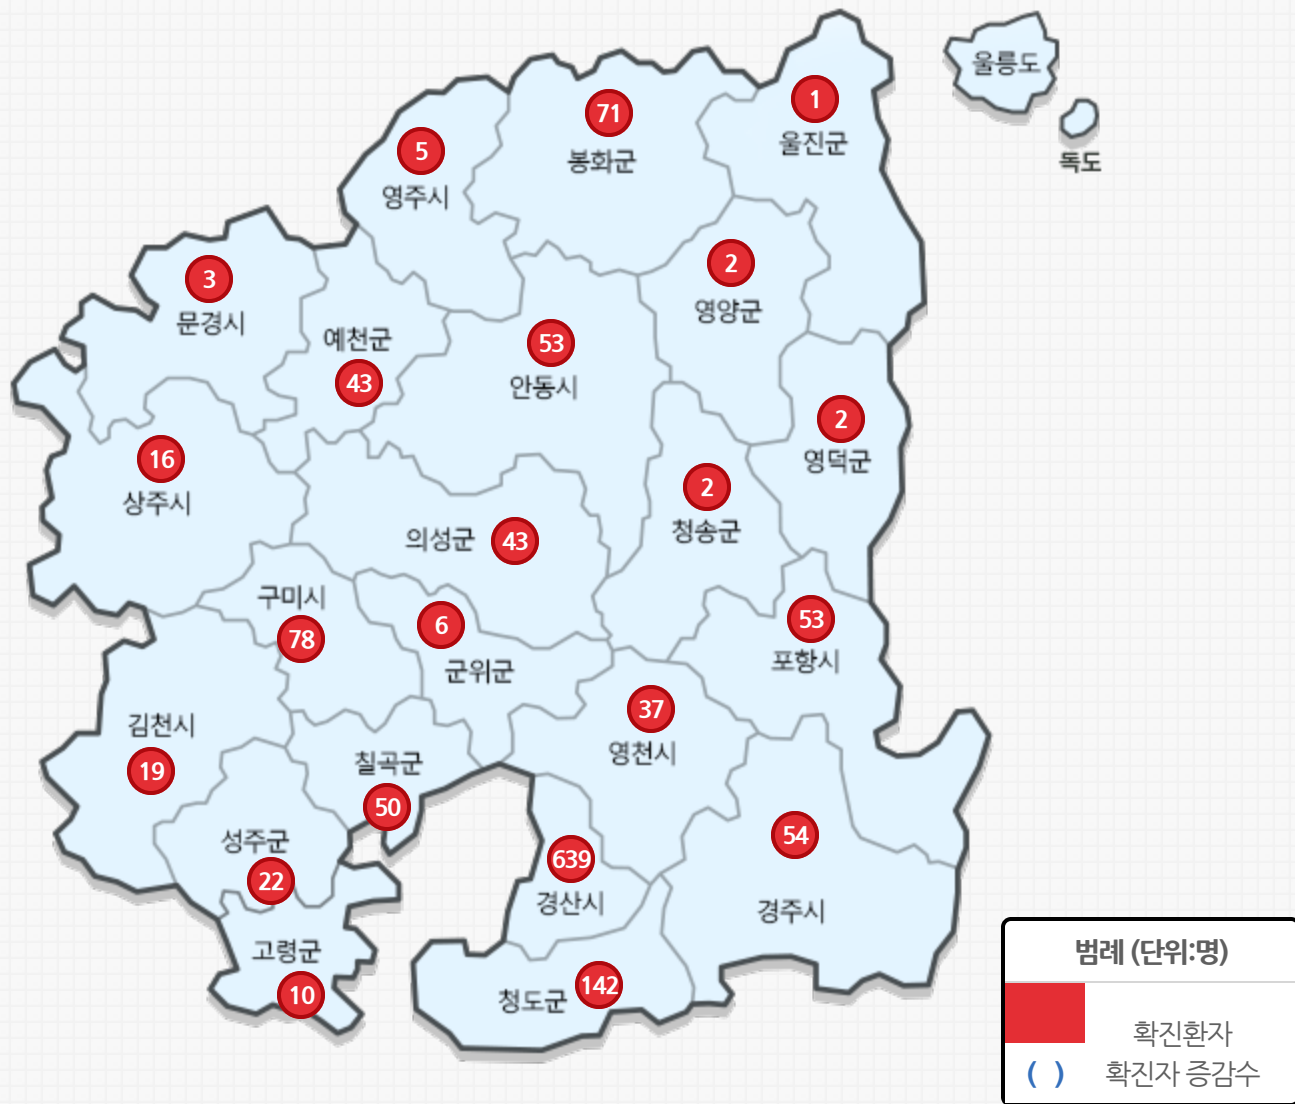 울릉도
독도
1
울진군
71
봉화군
5
영주시
2
영양군
3
문경시
예천군
43
53
안동시
2
영덕군
16
상주시
2
청송군
의성군
43
구미시
78
6
군위군
53
포항시
37
영천시
김천시
19
칠곡군
50
성주군
22
639
경산시
54
경주시
고령군
10
청도군
142
범례 (단위:명)
확진환자
( ) 확진자 증감수